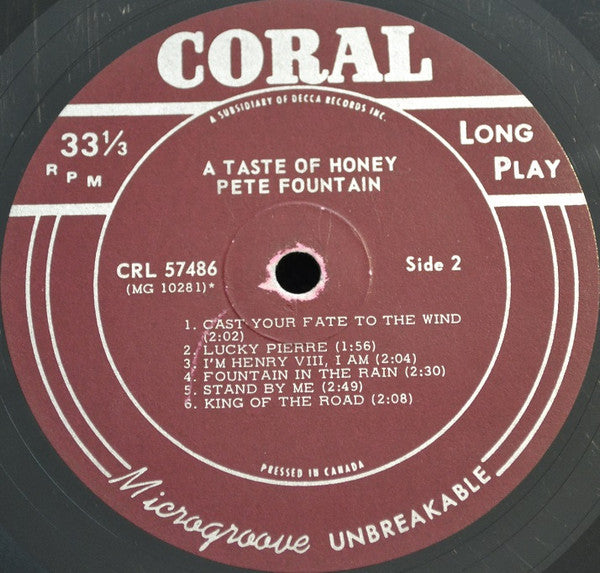 CORAL
A SUBSIDIARY OF DECCA RECORDS INC.
33⅓
RPM
LONG
PLAY
A TASTE OF HONEY
PETE FOUNTAIN
CRL 57486
(MG 10281)*
Side 2
1. CAST YOUR FATE TO THE WIND
(2:02)
2. LUCKY PIERRE (1:56)
3. I'M HENRY VIII, I AM (2:04)
4. FOUNTAIN IN THE RAIN (2:30)
5. STAND BY ME (2:49)
6. KING OF THE ROAD (2:08)
PRESSED IN CANADA
Microgroove UNBREAKABLE